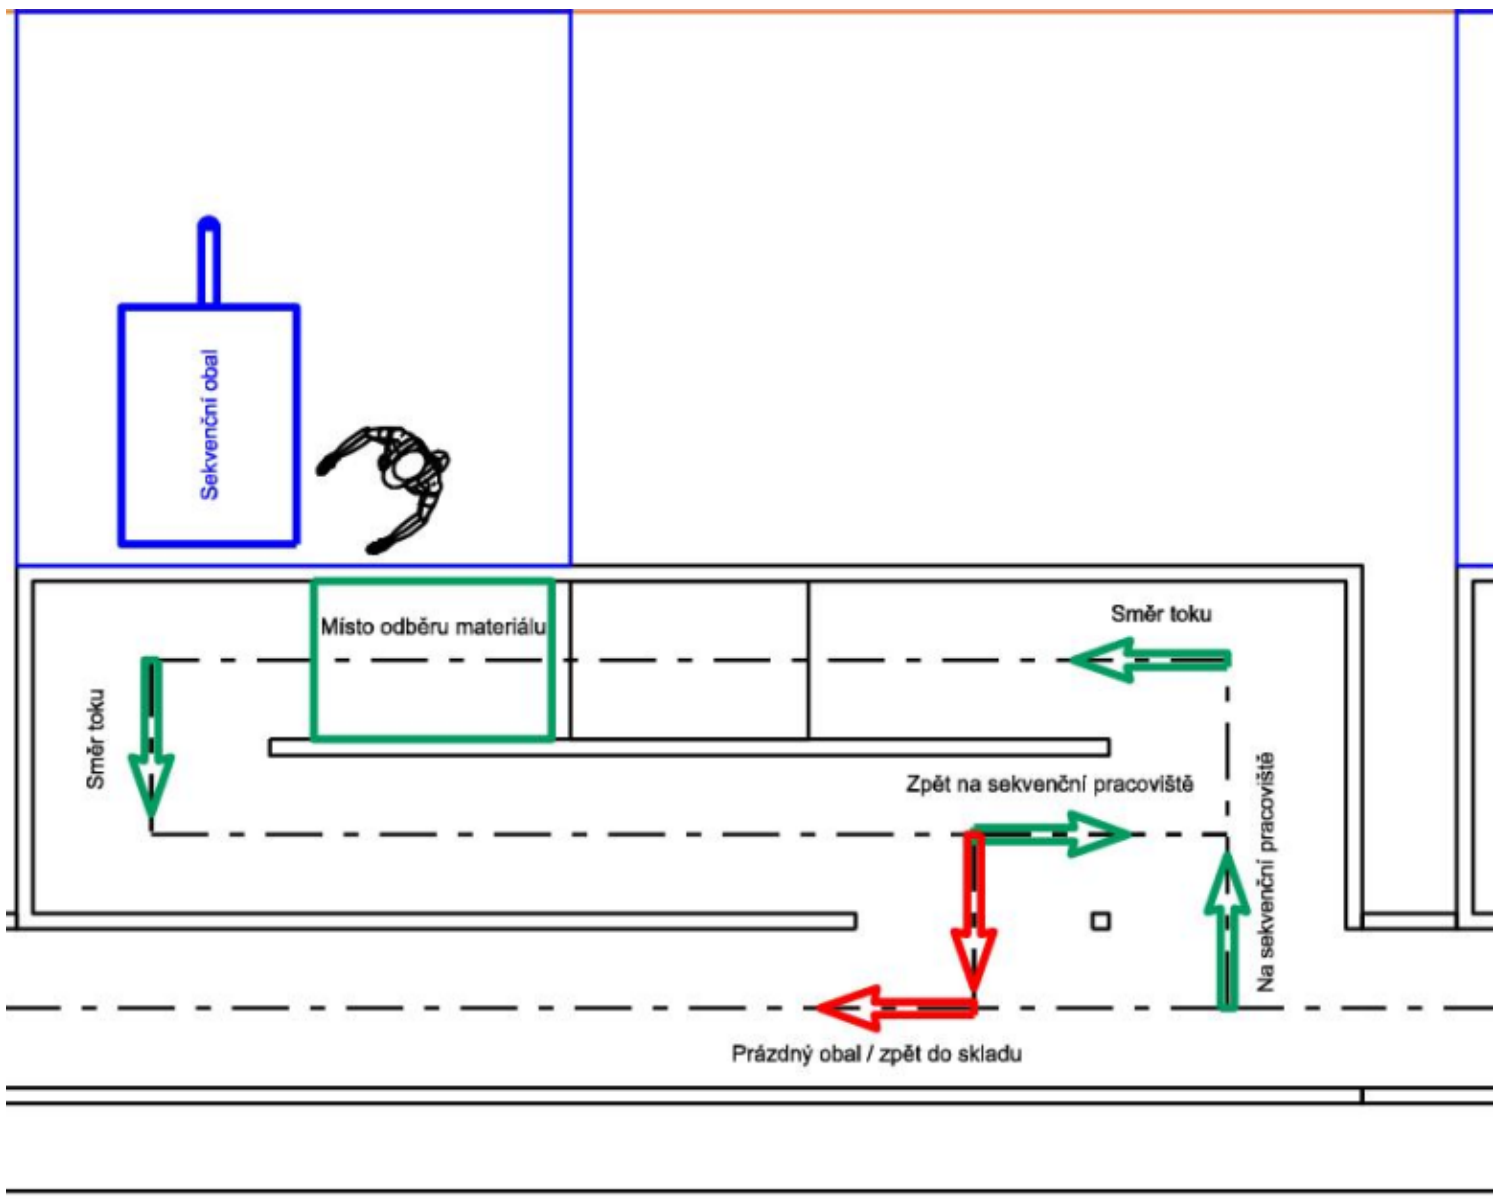 Sekvenční obal
Místo odběru materiálu
Směr toku
Směr toku
Zpět na sekvenční pracoviště
Na sekvenční pracoviště
Prázdný obal / zpět do skladu